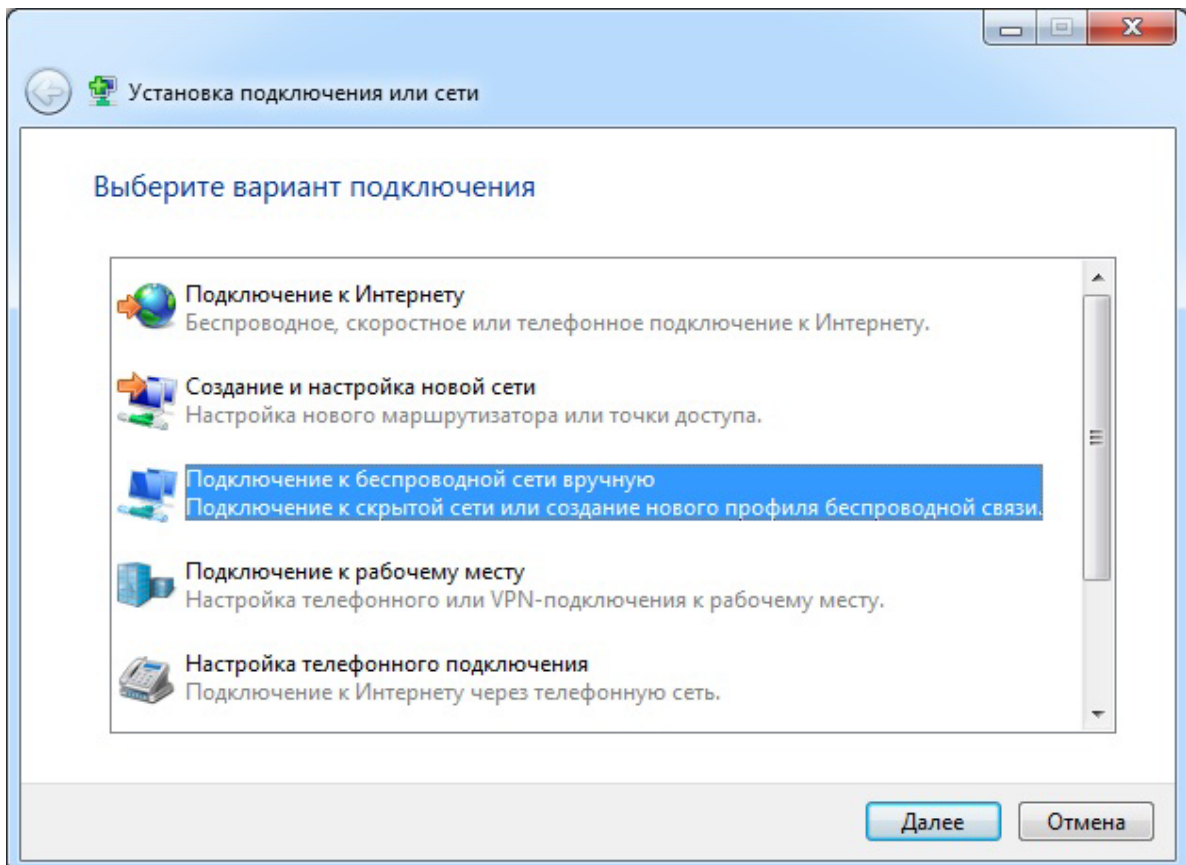 Установка подключения или сети
Выберите вариант подключения
Подключение к Интернету
Беспроводное, скоростное или телефонное подключение к Интернету.
Создание и настройка новой сети
Настройка нового маршрутизатора или точки доступа.
Подключение к беспроводной сети вручную
Подключение к скрытой сети или создание нового профиля беспроводной связи.
Подключение к рабочему месту
Настройка телефонного или VPN-подключения к рабочему месту.
Настройка телефонного подключения
Подключение к Интернету через телефонную сеть.
Далее
Отмена